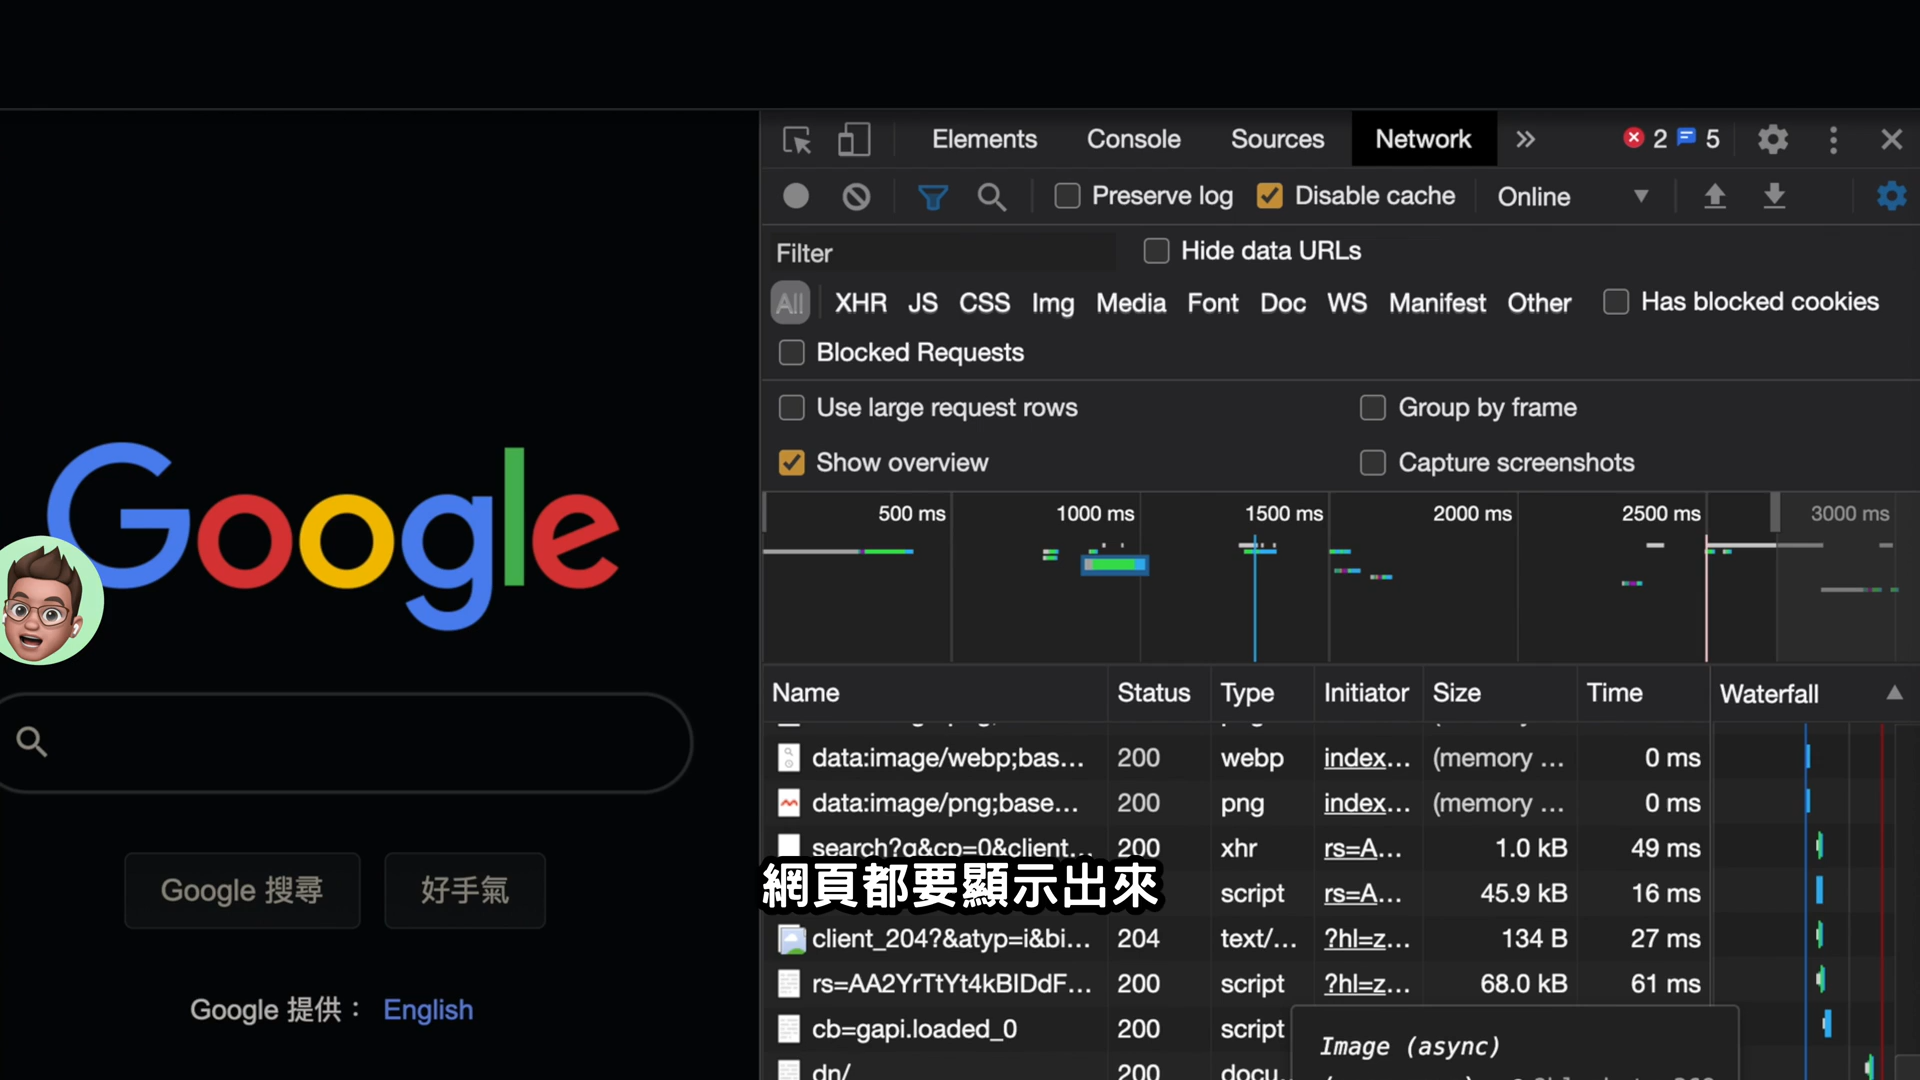 Elements Console Sources Network 2 5
Preserve log Disable cache Online
Filter Hide data URLs
All XHR JS CSS Img Media Font Doc WS Manifest Other Has blocked cookies
Blocked Requests
Use large request rows Group by frame
Show overview Capture screenshots
500 ms 1000 ms 1500 ms 2000 ms 2500 ms 3000 ms
Google
Name Status Type Initiator Size Time Waterfall
data:image/webp;bas... 200 webp index... (memory ... 0 ms
data:image/png;base... 200 png index... (memory ... 0 ms
search?q&cp=0&client... 200 xhr rs=A... 1.0 kB 49 ms
網頁都要顯示出來
script rs=A... 45.9 kB 16 ms
Google 搜尋 好手氣
client_204?&atyp=i&bi... 204 text/... ?hl=z... 134 B 27 ms
rs=AA2YrTtYt4kBIDdF... 200 script ?hl=z... 68.0 kB 61 ms
Google 提供： English
cb=gapi.loaded_0 200 script
Image (async)
dn/ 200 docu...